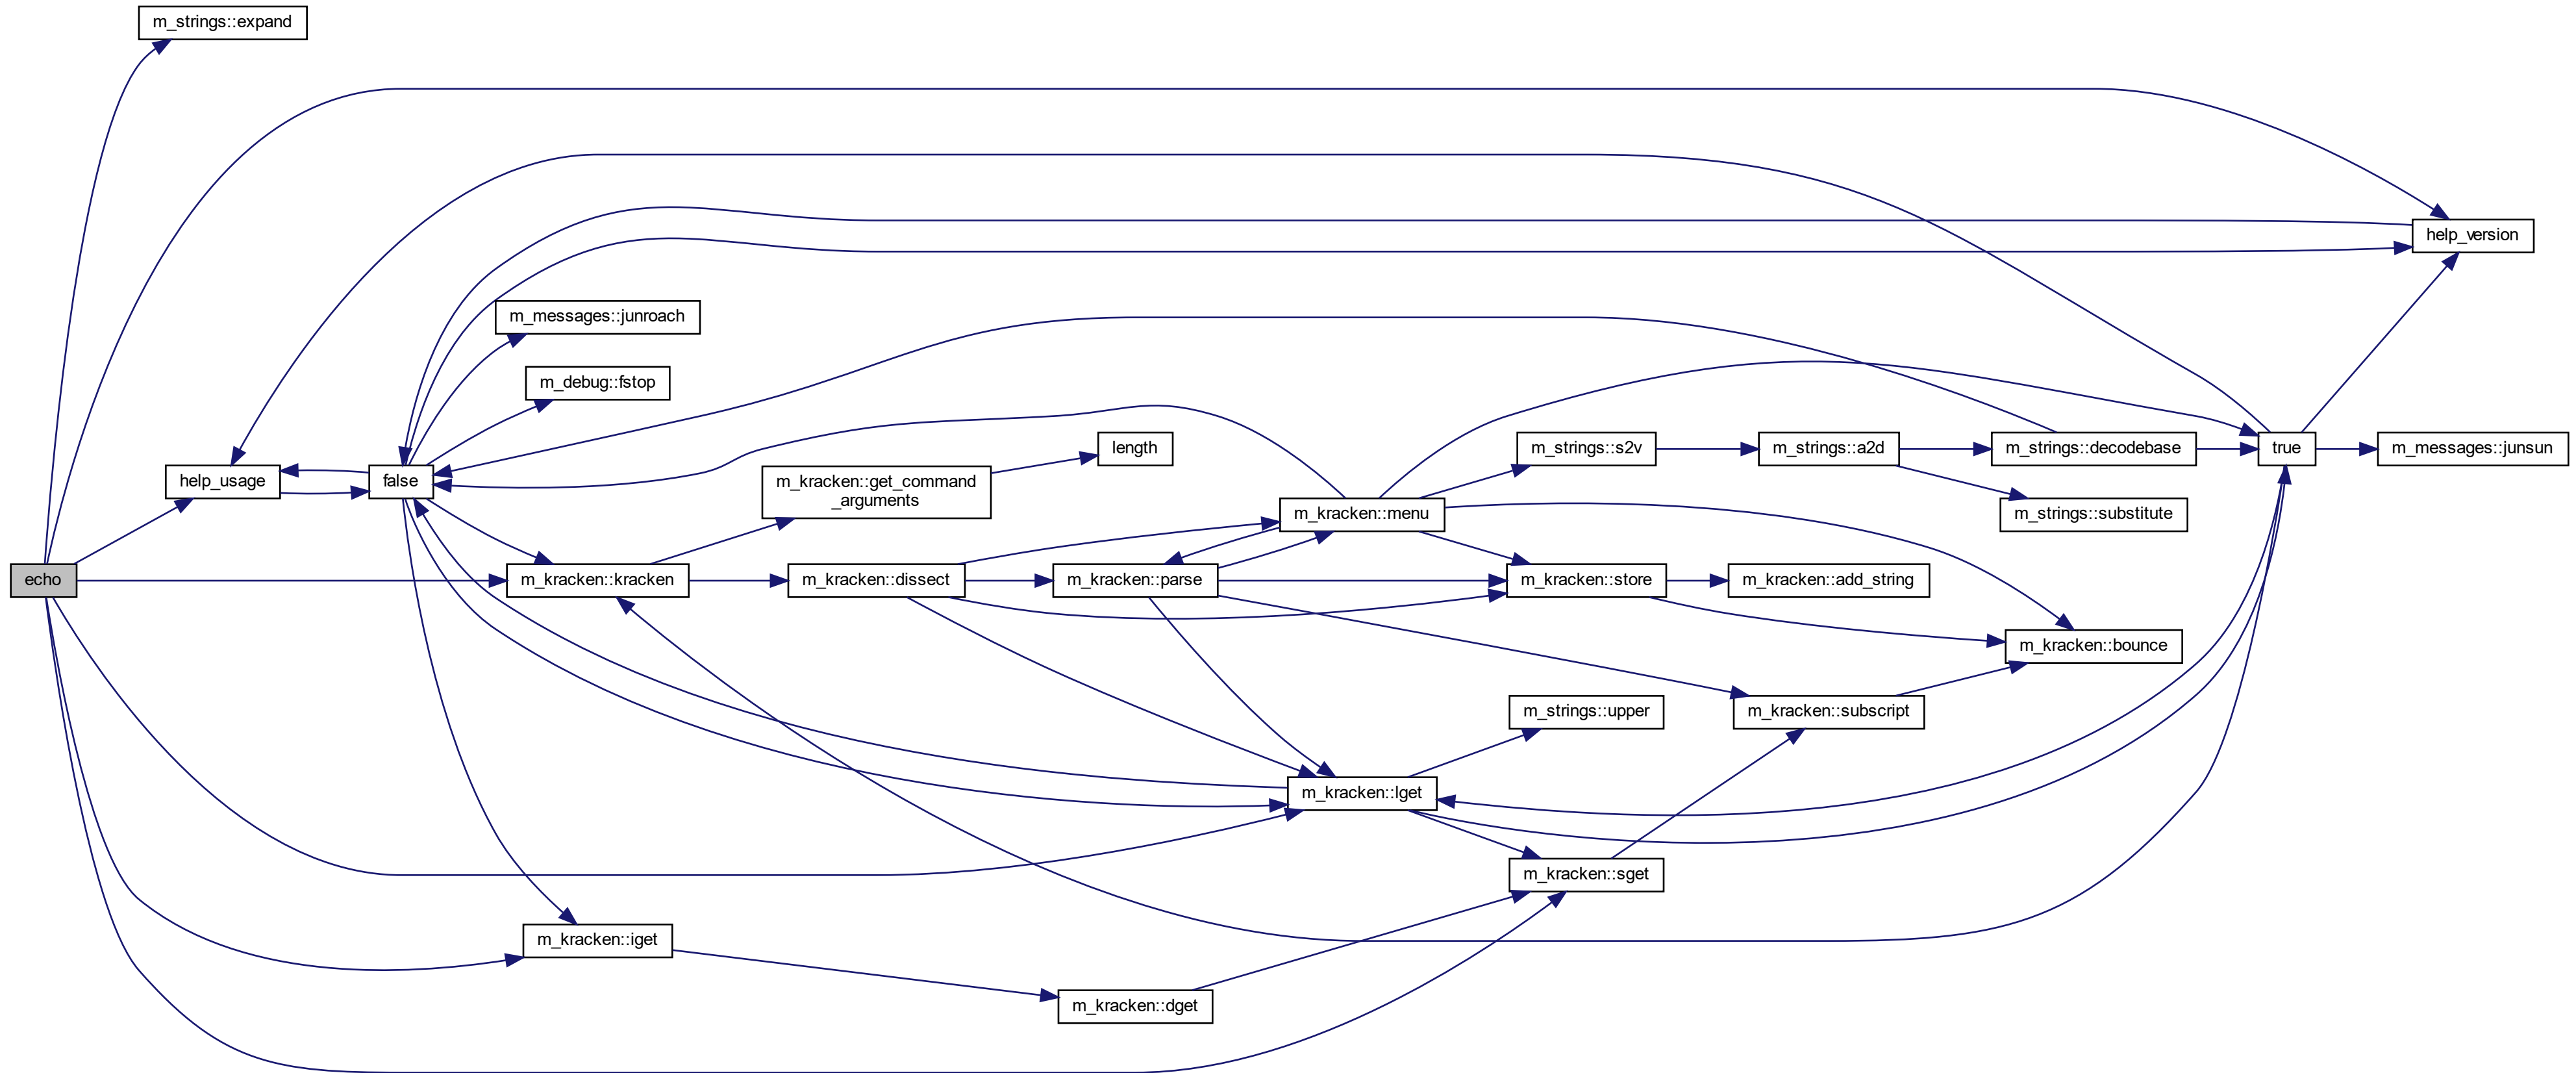 m_strings::expand
help_version
m_messages::junroach
m_debug::fstop
length
m_strings::s2v
m_strings::a2d
m_strings::decodebase
true
m_messages::junsun
help_usage
false
m_kracken::get_command
_arguments
m_kracken::menu
m_strings::substitute
echo
m_kracken::kracken
m_kracken::dissect
m_kracken::parse
m_kracken::store
m_kracken::add_string
m_kracken::bounce
m_strings::upper
m_kracken::subscript
m_kracken::lget
m_kracken::sget
m_kracken::iget
m_kracken::dget